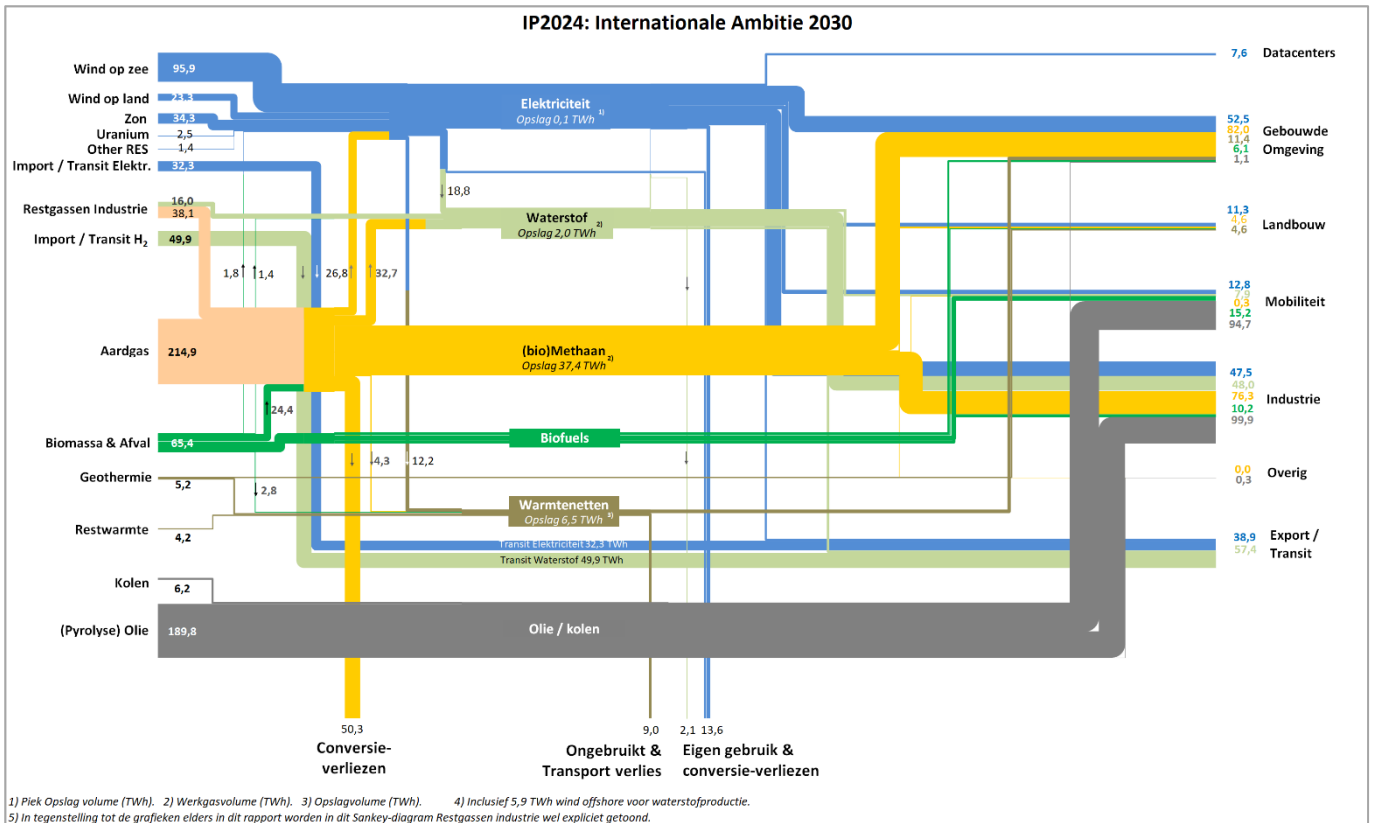 IP2024: Internationale Ambitie 2030
Wind op zee
95,9
Wind op land
23,3
Zon
34,3
Uranium
2,5
Other RES
1,4
Import / Transit Elektr.
32,3
Restgassen Industrie
16,0
38,1
Import / Transit H2
49,9
Aardgas
214,9
Biomassa & Afval
65,4
Geothermie
5,2
Restwarmte
4,2
Kolen
6,2
(Pyrolyse) Olie
189,8
Elektriciteit
Opslag 0,1 TWh 1)
18,8
Waterstof
Opslag 2,0 TWh 2)
1,8
1,4
26,8
32,7
(bio)Methaan
Opslag 37,4 TWh 2)
24,4
Biofuels
4,3
12,2
2,8
Warmtenetten
Opslag 6,5 TWh 3)
Transit Elektriciteit 32,3 TWh
Transit Waterstof 49,9 TWh
Olie / kolen
7,6
Datacenters
52,5
82,0
11,4
6,1
1,1
Gebouwde
Omgeving
11,3
4,6
4,6
Landbouw
12,8
7,9
0,3
15,2
94,7
Mobiliteit
47,5
48,0
76,3
10,2
99,9
Industrie
0,0
0,3
Overig
38,9
57,4
Export /
Transit
50,3
Conversie-
verliezen
9,0
Ongebruikt &
Transport verlies
2,1
13,6
Eigen gebruik &
conversie-verliezen
1) Piek Opslag volume (TWh). 2) Werkgasvolume (TWh). 3) Opslagvolume (TWh). 4) Inclusief 5,9 TWh wind offshore voor waterstofproductie.
5) In tegenstelling tot de grafieken elders in dit rapport worden in dit Sankey-diagram Restgassen industrie wel expliciet getoond.